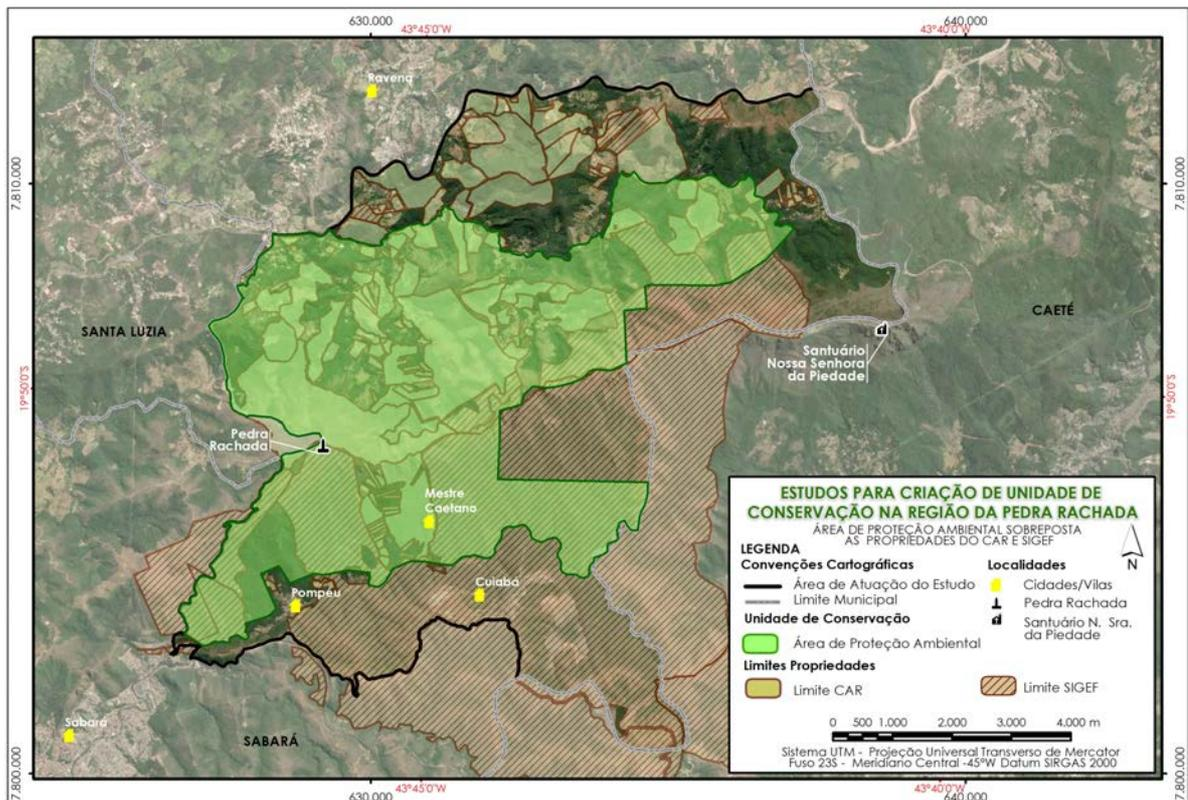 630.000
43°45'0"W
640.000
43°40'0"W
7.810.000
7.810.000
Ravena
SANTA LUZIA
CAETÉ
Santuário
Nossa Senhora
da Piedade
19°50'0"S
19°50'0"S
Pedra
Rachada
Mestre
Caetano
Pompéu
Cuiabá
Sabará
SABARÁ
ESTUDOS PARA CRIAÇÃO DE UNIDADE DE
CONSERVAÇÃO NA REGIÃO DA PEDRA RACHADA
ÁREA DE PROTEÇÃO AMBIENTAL SOBREPOSTA
AS PROPRIEDADES DO CAR E SIGEF
LEGENDA
Convenções Cartográficas
Área de Atuação do Estudo
Limite Municipal
Unidade de Conservação
Área de Proteção Ambiental
Limites Propriedades
Limite CAR
Limite SIGEF
Localidades
Cidades/Vilas
Pedra Rachada
Santuário N. Sra.
da Piedade
N
0 500 1.000 2.000 3.000 4.000 m
Sistema UTM - Projeção Universal Transverso de Mercator
Fuso 23S - Meridiano Central -45°W Datum SIRGAS 2000
7.800.000
7.800.000
630.000
43°45'0"W
43°40'0"W
640.000